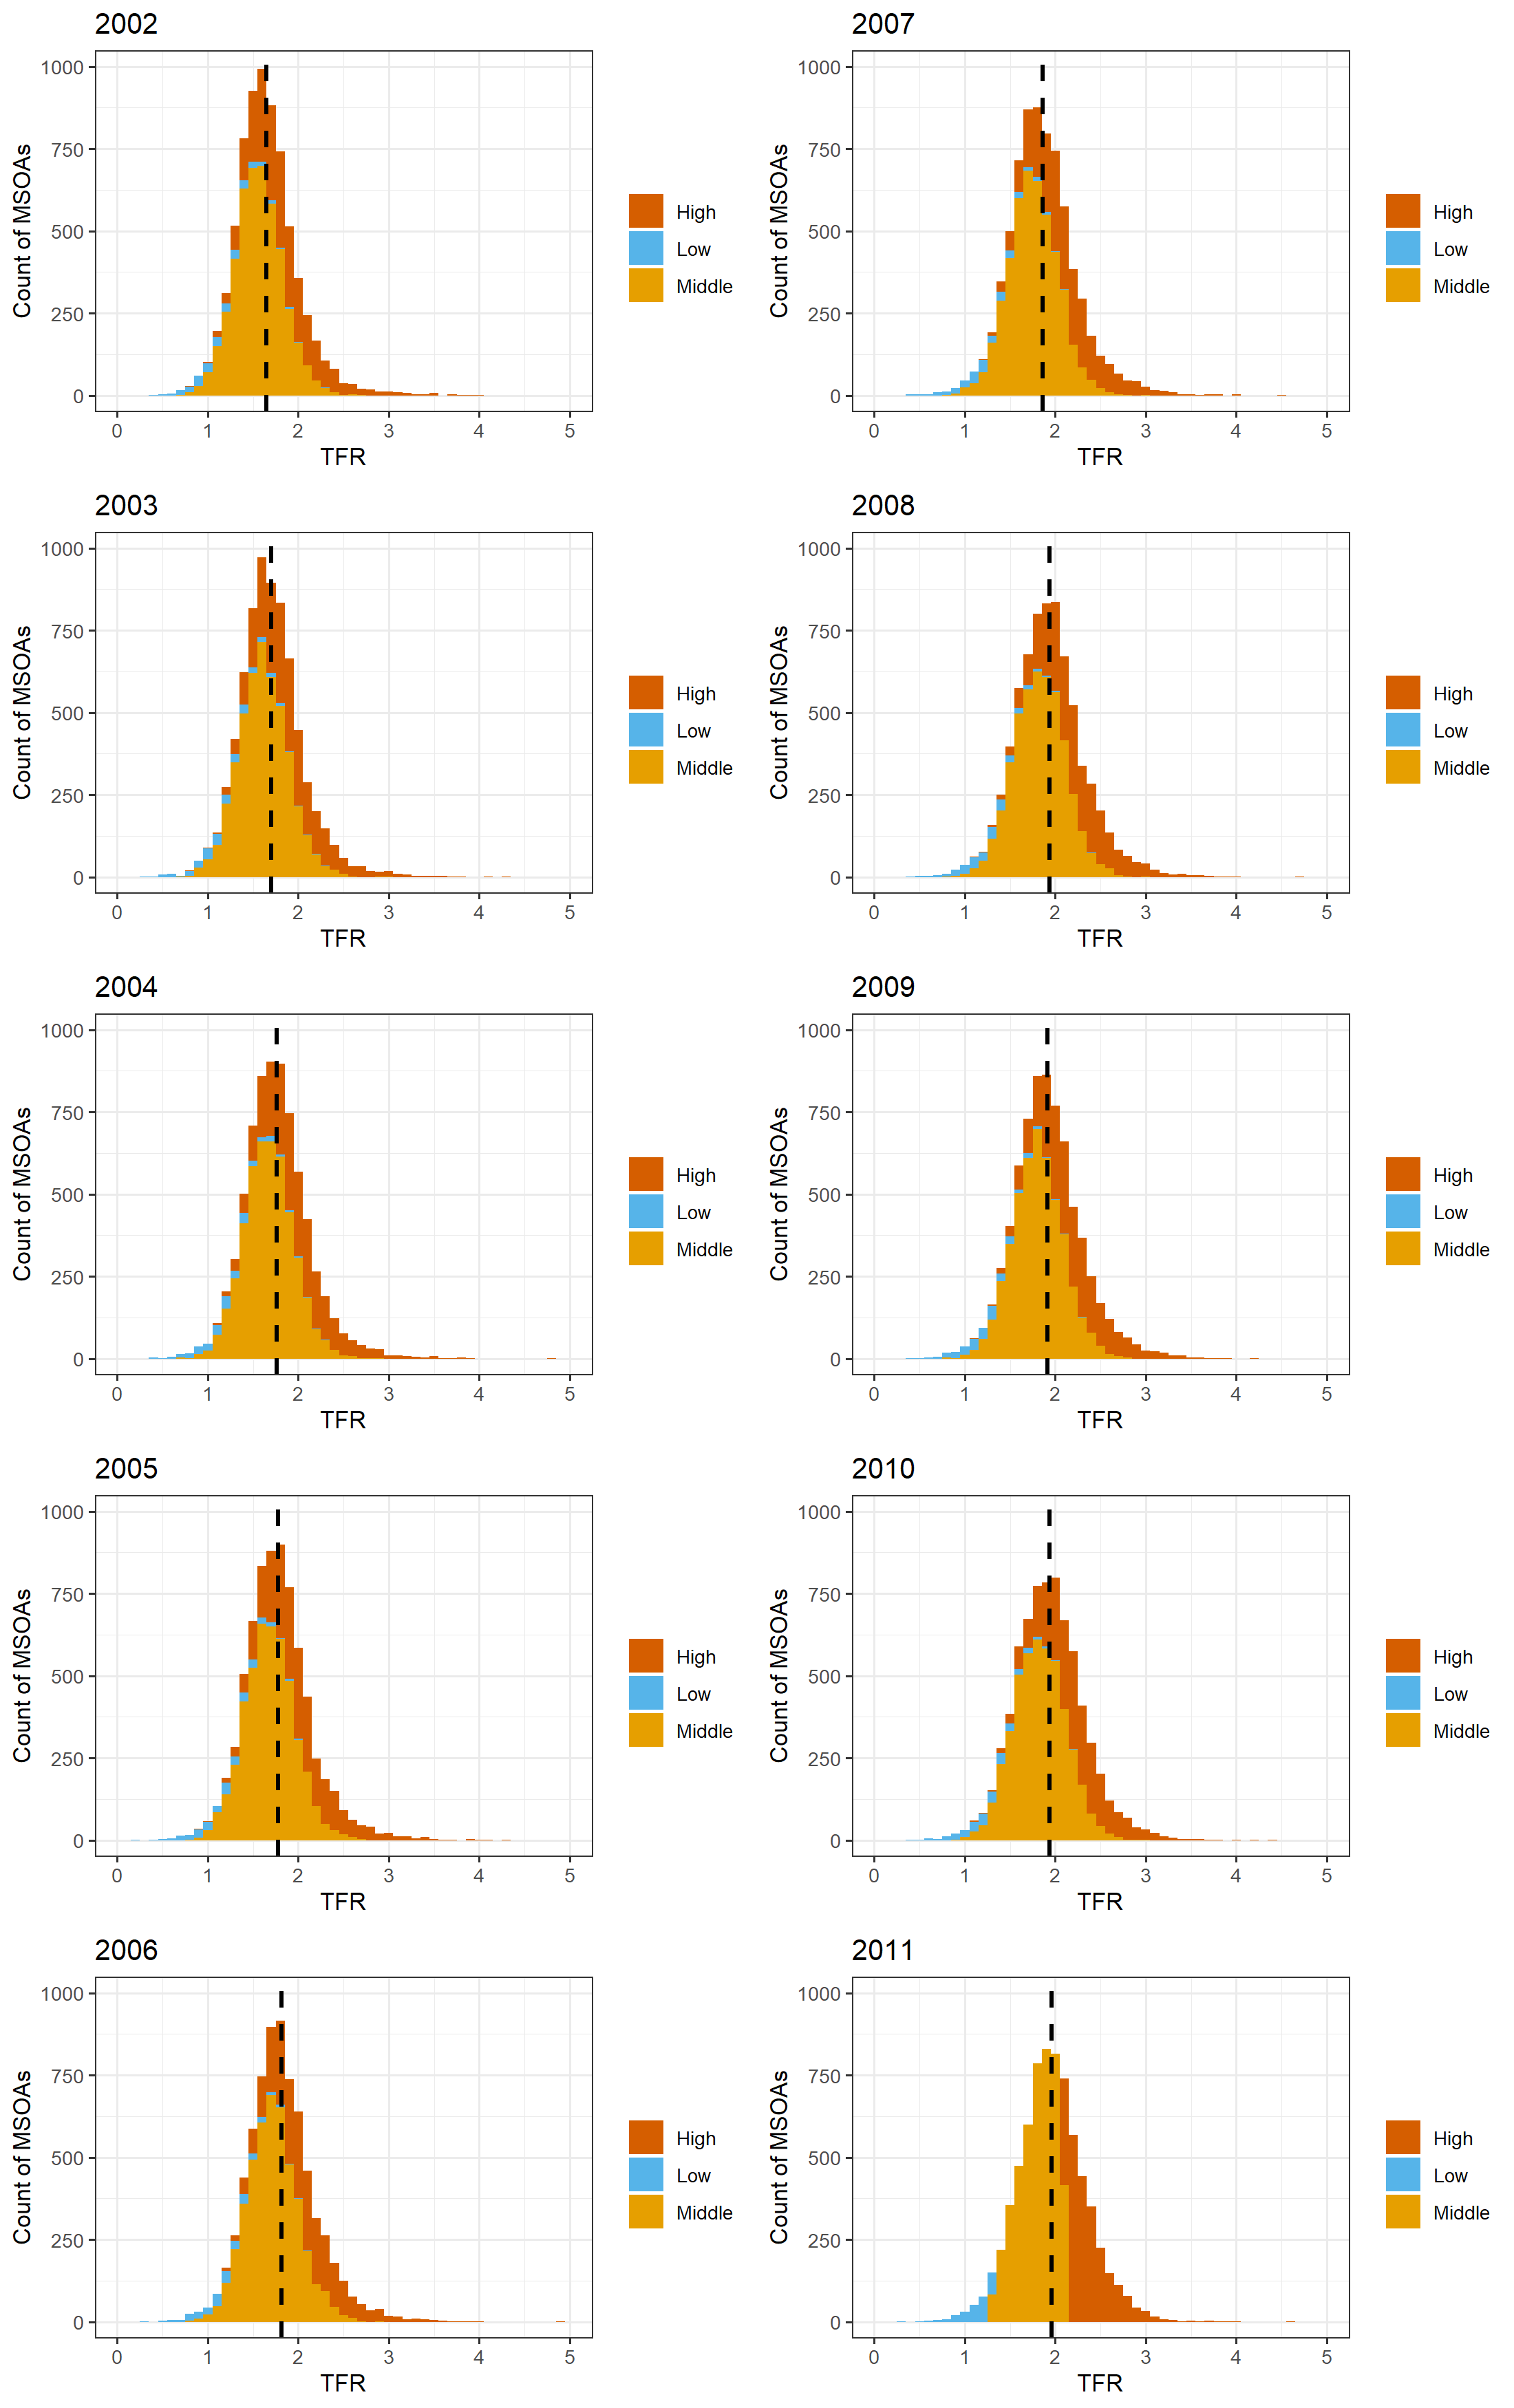 2002
Count of MSOAs
1000
750
500
250
0
0 1 2 3 4 5
TFR
High
Low
Middle
2007
Count of MSOAs
1000
750
500
250
0
0 1 2 3 4 5
TFR
High
Low
Middle
2003
Count of MSOAs
1000
750
500
250
0
0 1 2 3 4 5
TFR
High
Low
Middle
2008
Count of MSOAs
1000
750
500
250
0
0 1 2 3 4 5
TFR
High
Low
Middle
2004
Count of MSOAs
1000
750
500
250
0
0 1 2 3 4 5
TFR
High
Low
Middle
2009
Count of MSOAs
1000
750
500
250
0
0 1 2 3 4 5
TFR
High
Low
Middle
2005
Count of MSOAs
1000
750
500
250
0
0 1 2 3 4 5
TFR
High
Low
Middle
2010
Count of MSOAs
1000
750
500
250
0
0 1 2 3 4 5
TFR
High
Low
Middle
2006
Count of MSOAs
1000
750
500
250
0
0 1 2 3 4 5
TFR
High
Low
Middle
2011
Count of MSOAs
1000
750
500
250
0
0 1 2 3 4 5
TFR
High
Low
Middle